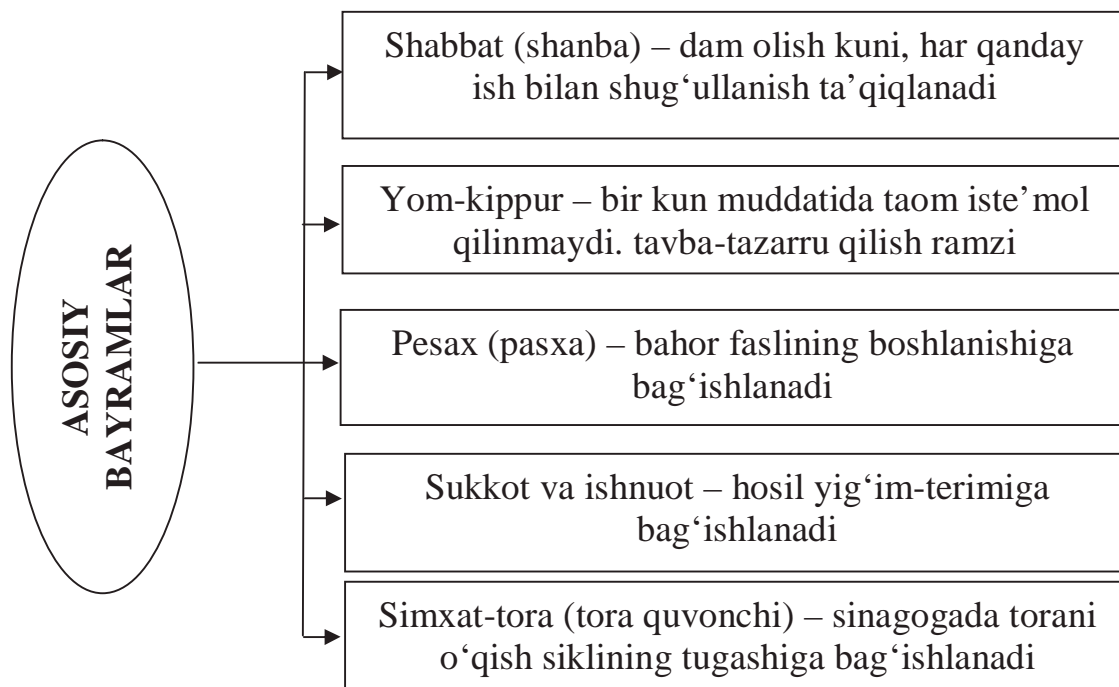 ASOSIY
BAYRAMLAR
Shabbat (shanba) – dam olish kuni, har qanday
ish bilan shug‘ullanish ta’qiqlanadi
Yom-kippur – bir kun muddatida taom iste’mol
qilinmaydi. tavba-tazarru qilish ramzi
Pesax (pasxa) – bahor faslining boshlanishiga
bag‘ishlanadi
Sukkot va ishnuot – hosil yig‘im-terimiga
bag‘ishlanadi
Simxat-tora (tora quvonchi) – sinagogada torani
o‘qish siklining tugashiga bag‘ishlanadi